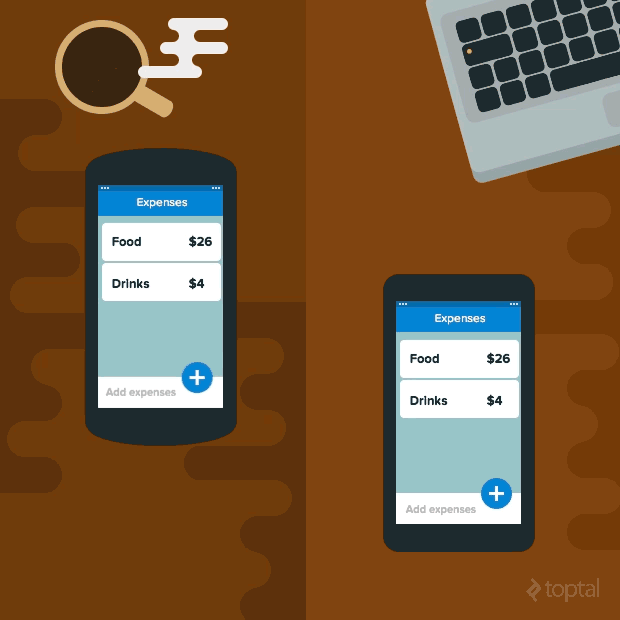 Expenses
Food $26
Drinks $4
Add expenses
Expenses
Food $26
Drinks $4
Add expenses
toptal